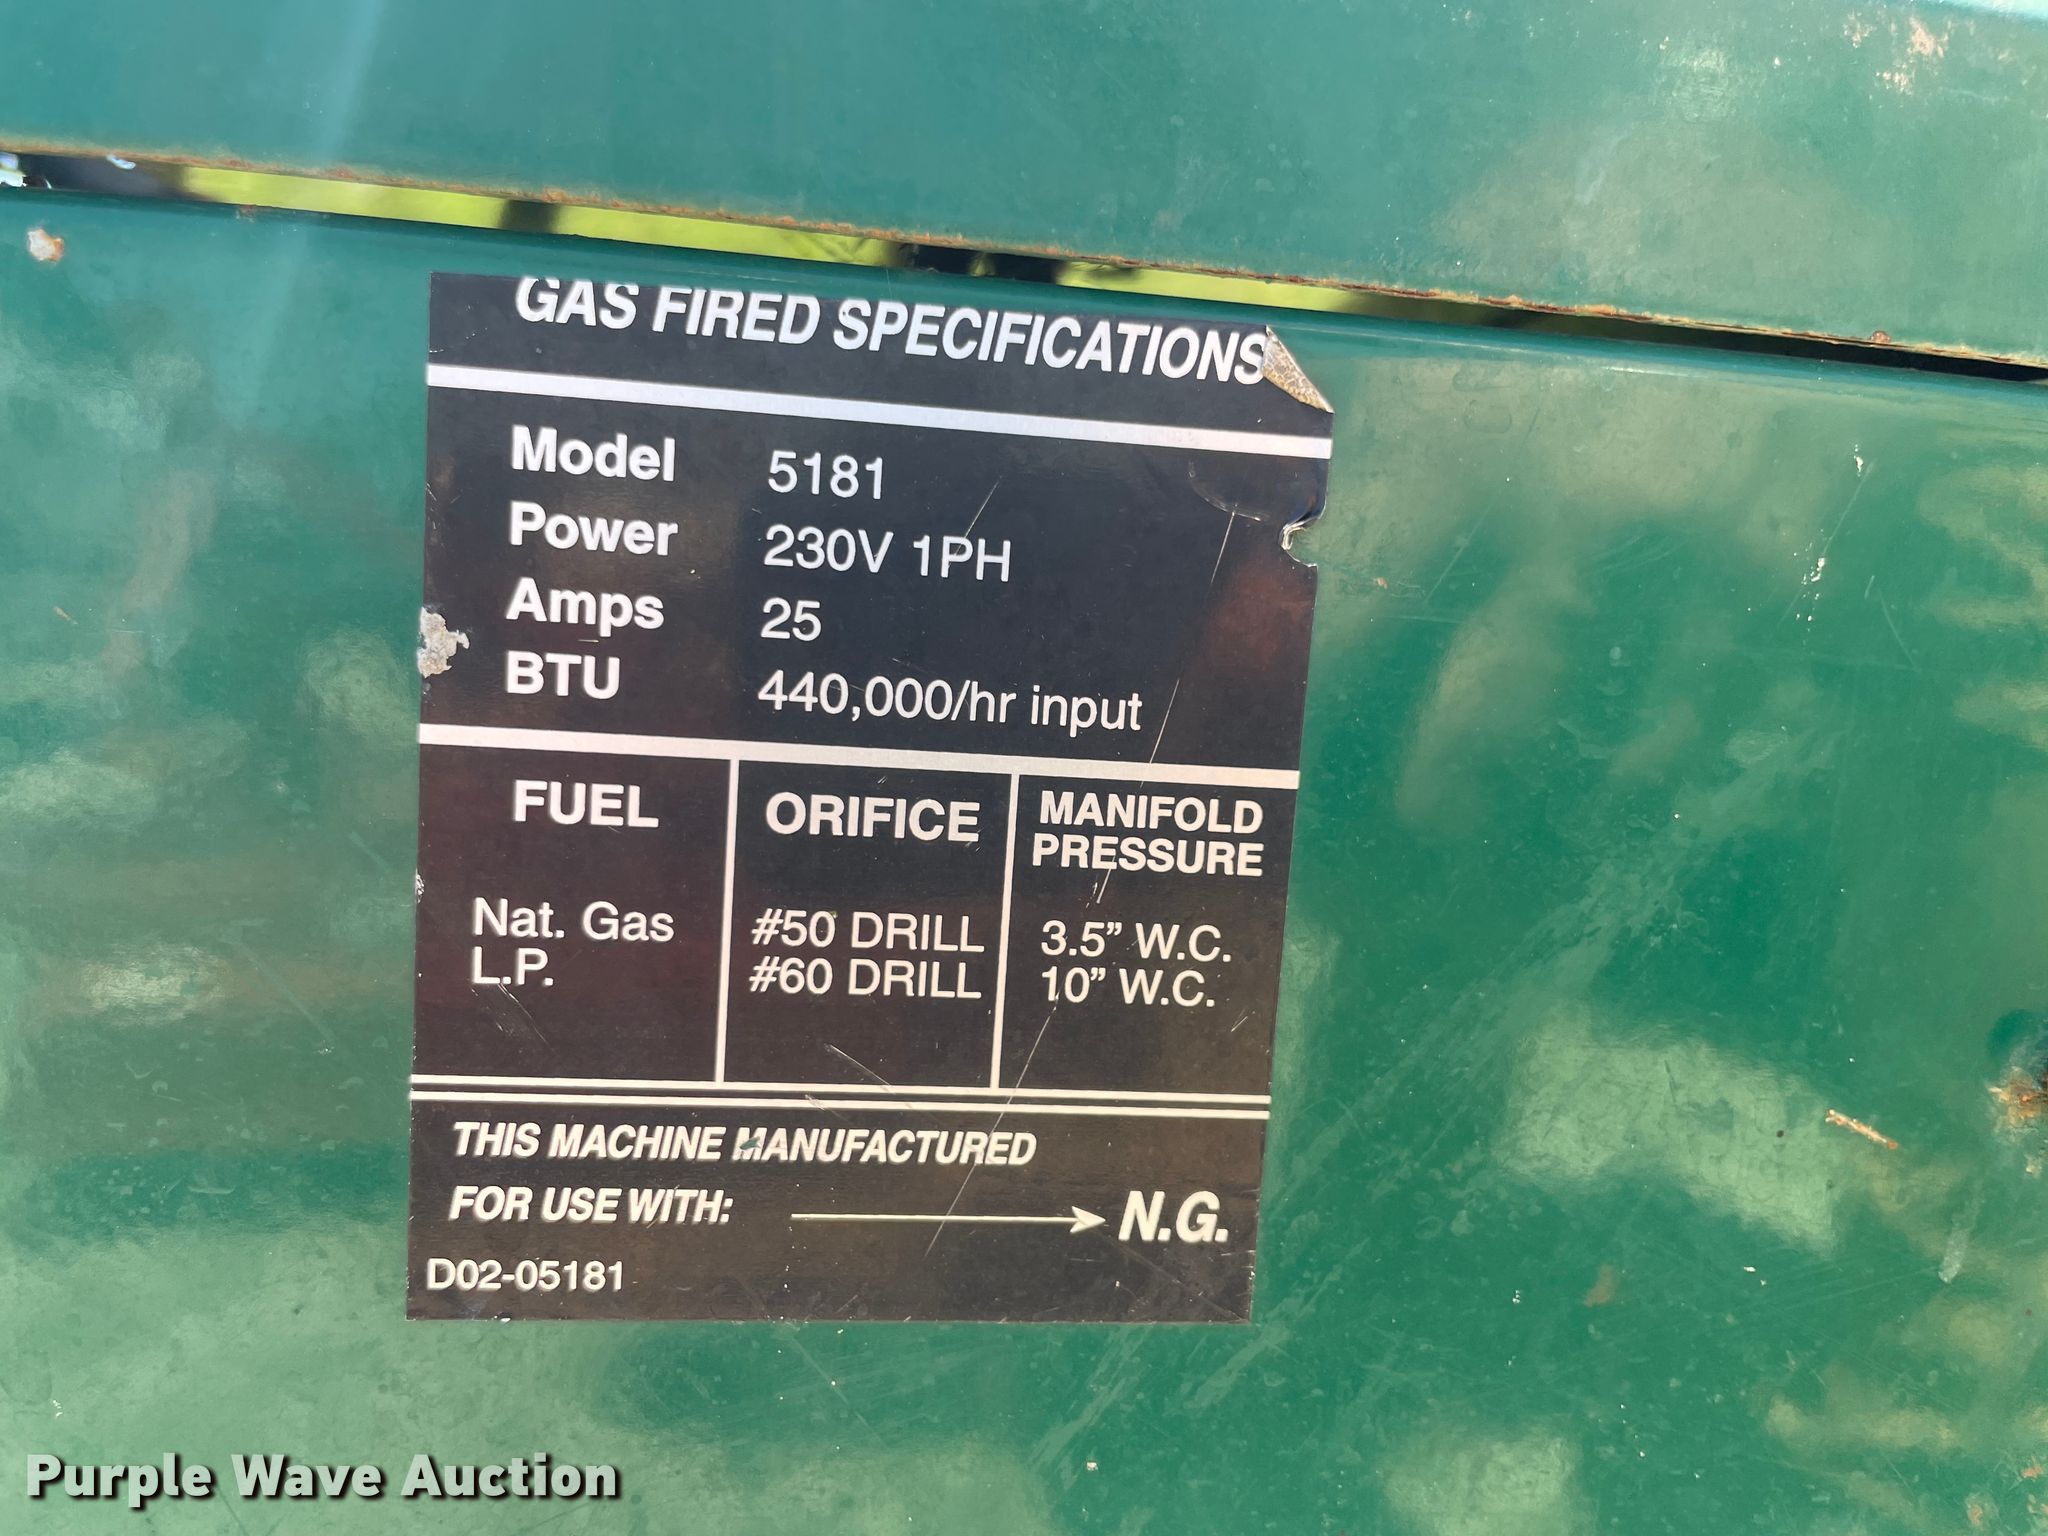 GAS FIRED SPECIFICATIONS
Model 5181
Power 230V 1PH
Amps 25
BTU 440,000/hr input
FUEL ORIFICE MANIFOLD PRESSURE
Nat. Gas #50 DRILL 3.5” W.C.
L.P. #60 DRILL 10” W.C.
THIS MACHINE MANUFACTURED
FOR USE WITH: N.G.
D02-05181
Purple Wave Auction